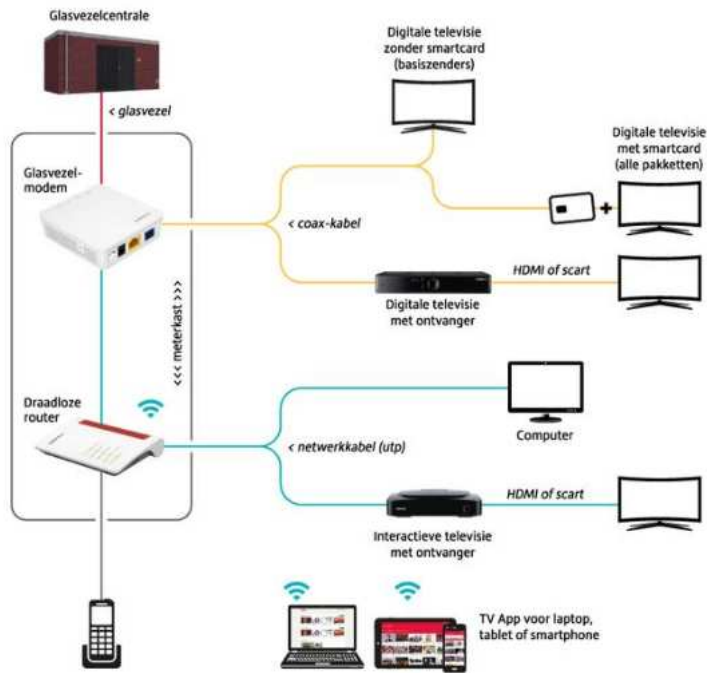 Glasvezelcentrale
< glasvezel
Glasvezel-
modem
<<< meterkast >>>
Draadloze
router
Digitale televisie
zonder smartcard
(basiszenders)
Digitale televisie
met smartcard
(alle pakketten)
+
< coax-kabel
HDMI of scart
Digitale televisie
met ontvanger
Computer
< netwerkkabel (utp)
HDMI of scart
Interactieve televisie
met ontvanger
TV App voor laptop,
tablet of smartphone